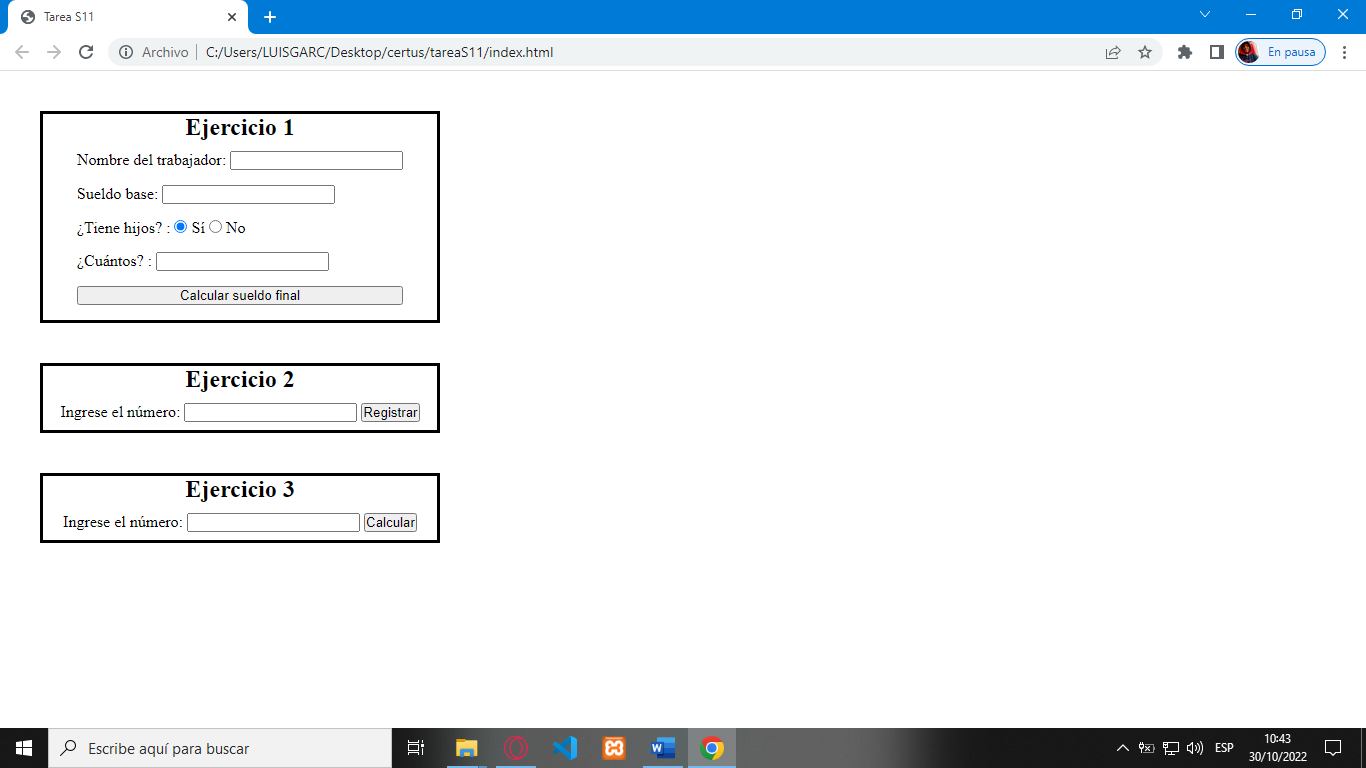 Tarea S11
Archivo C:/Users/LUISGARC/Desktop/certus/tareaS11/index.html En pausa
Ejercicio 1
Nombre del trabajador:
Sueldo base:
¿Tiene hijos? : Sí No
¿Cuántos? :
Calcular sueldo final
Ejercicio 2
Ingrese el número: Registrar
Ejercicio 3
Ingrese el número: Calcular
Escribe aquí para buscar
ESP
10:43
30/10/2022